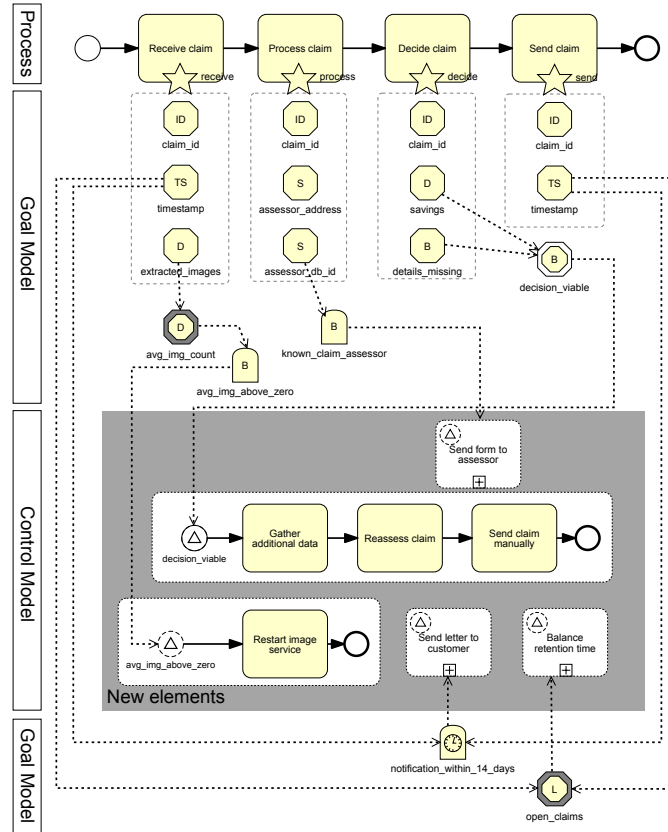 Process
Receive claim
Process claim
Decide claim
Send claim
receive
process
decide
send
Goal Model
ID
claim_id
ID
claim_id
ID
claim_id
ID
claim_id
TS
timestamp
S
assessor_address
D
savings
TS
timestamp
D
extracted_images
S
assessor_db_id
B
details_missing
B
decision_viable
D
avg_img_count
B
known_claim_assessor
B
avg_img_above_zero
Control Model
Send form to
assessor
decision_viable
Gather
additional data
Reassess claim
Send claim
manually
avg_img_above_zero
Restart image
service
Send letter to
customer
Balance
retention time
New elements
Goal Model
notification_within_14_days
L
open_claims